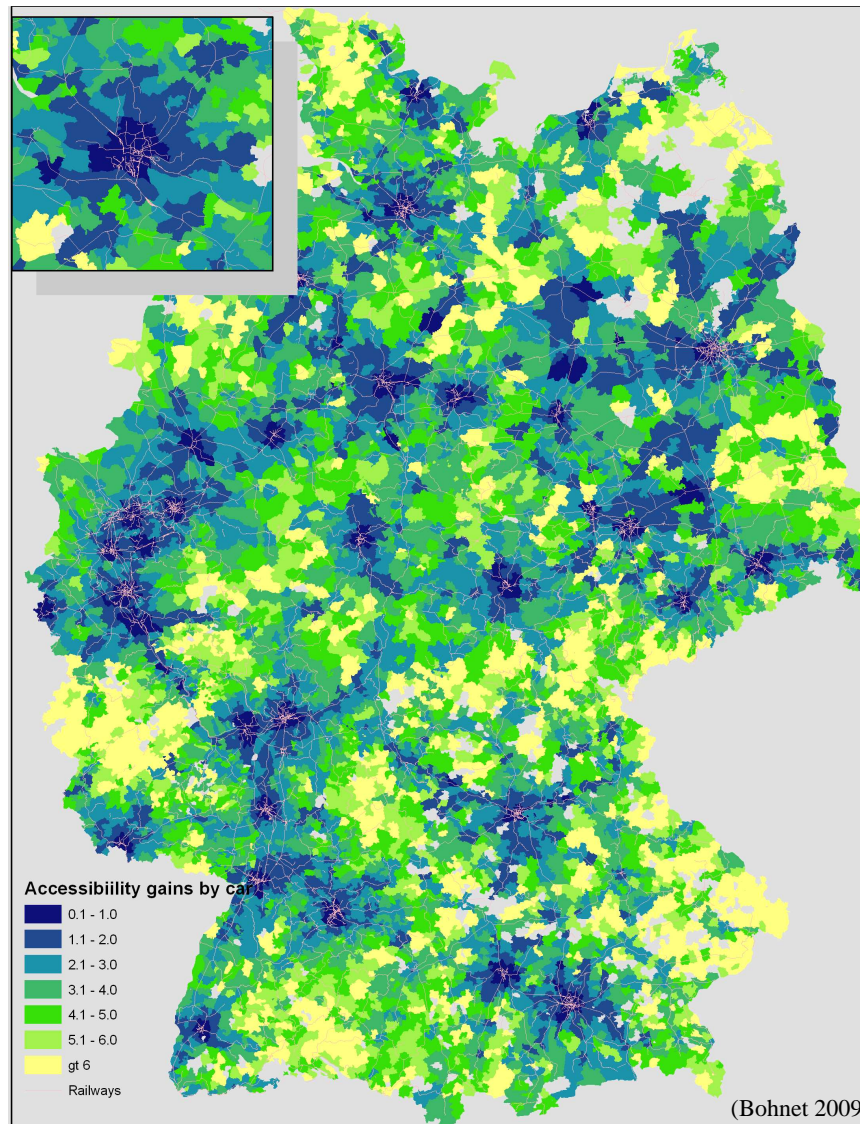 Accessibiility gains by car
0.1 - 1.0
1.1 - 2.0
2.1 - 3.0
3.1 - 4.0
4.1 - 5.0
5.1 - 6.0
gt 6
Railways
(Bohnet 2009